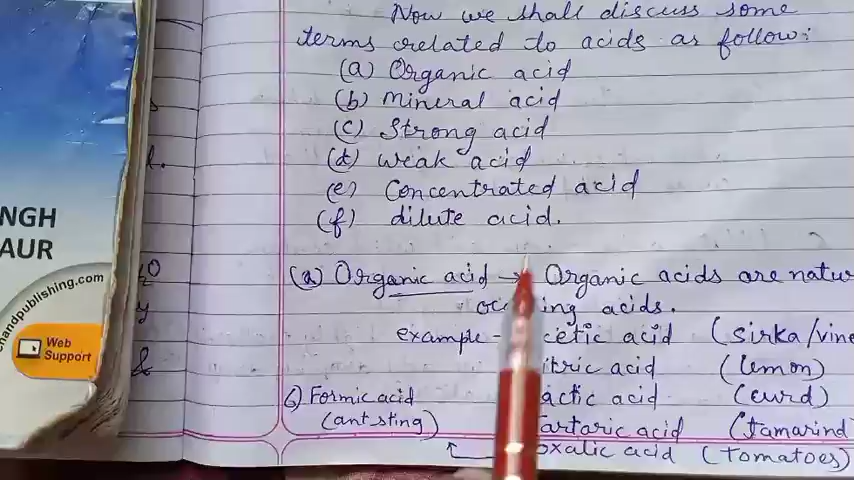 Now we shall discuss some
terms related to acids as follow:
(a) Organic acid
(b) Mineral acid
(c) Strong acid
(d) weak acid
(e) Concentrated acid
(f) dilute acid.
(a) Organic acid → Organic acids are natu
ing acids.
example - cetic acid (sirka/vine
itric acid (lemon)
6) Formic acid actic acid (curd)
(ant sting) artaric acid (tamarind
oxalic acid (Tomatoes)
NGH
AUR
handpublishing.com
Web
Support